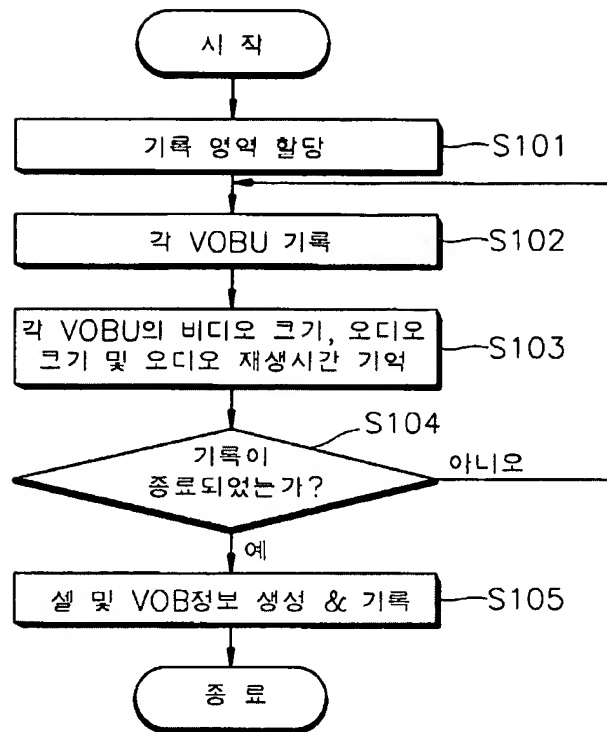 시 작
기록 영역 할당
S101
각 VOBU 기록
S102
각 VOBU의 비디오 크기, 오디오
크기 및 오디오 재생시간 기억
S103
S104
기록이
종료되었는가?
아니오
예
셀 및 VOB정보 생성 & 기록
S105
종 료